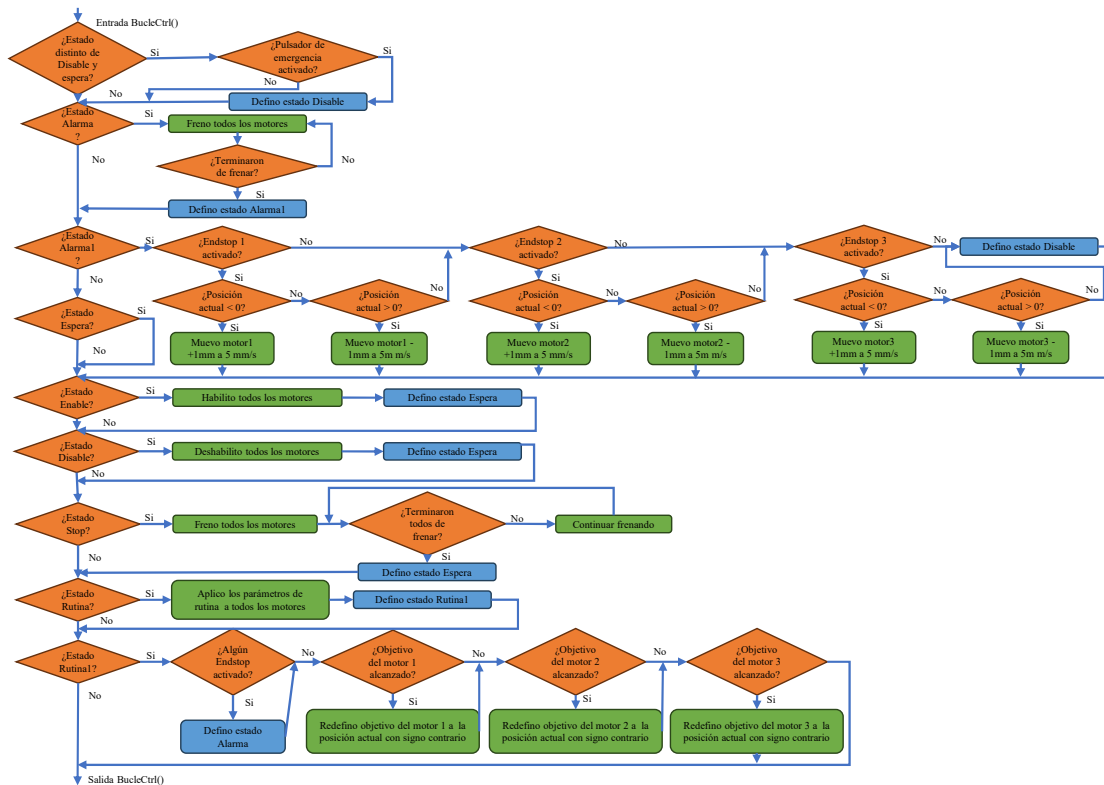 Entrada BucleCtrl()
¿Estado
distinto de
Disable y
espera?
Si
¿Pulsador de
emergencia
activado?
Si
No
No
Defino estado Disable
¿Estado
Alarma
?
Si
Freno todos los motores
No
¿Terminaron
de frenar?
No
Si
Defino estado Alarma1
¿Estado
Alarma1
?
Si
¿Endstop 1
activado?
No
¿Endstop 2
activado?
No
¿Endstop 3
activado?
No
Defino estado Disable
No
Si
Si
Si
¿Posición
actual < 0?
No
¿Posición
actual > 0?
No
¿Posición
actual < 0?
No
¿Posición
actual > 0?
No
¿Posición
actual < 0?
No
¿Posición
actual > 0?
No
¿Estado
Espera?
Si
Si
Si
Si
Si
Si
Si
Muevo motor1
+1mm a 5 mm/s
Muevo motor1 -
1mm a 5m m/s
Muevo motor2
+1mm a 5 mm/s
Muevo motor2 -
1mm a 5m m/s
Muevo motor3
+1mm a 5 mm/s
Muevo motor3 -
1mm a 5m m/s
No
¿Estado
Enable?
Si
Habilito todos los motores
Defino estado Espera
No
¿Estado
Disable?
Si
Deshabilito todos los motores
Defino estado Espera
No
¿Estado
Stop?
Si
Freno todos los motores
¿Terminaron
todos de
frenar?
No
Continuar frenando
No
Si
Defino estado Espera
¿Estado
Rutina?
Si
Aplico los parámetros de
rutina a todos los motores
Defino estado Rutina1
No
¿Estado
Rutina1?
Si
¿Algún
Endstop
activado?
No
¿Objetivo
del motor 1
alcanzado?
No
¿Objetivo
del motor 2
alcanzado?
No
¿Objetivo
del motor 3
alcanzado?
No
Si
Si
Si
Si
Defino estado
Alarma
Redefino objetivo del motor 1 a la
posición actual con signo contrario
Redefino objetivo del motor 2 a la
posición actual con signo contrario
Redefino objetivo del motor 3 a la
posición actual con signo contrario
Salida BucleCtrl()